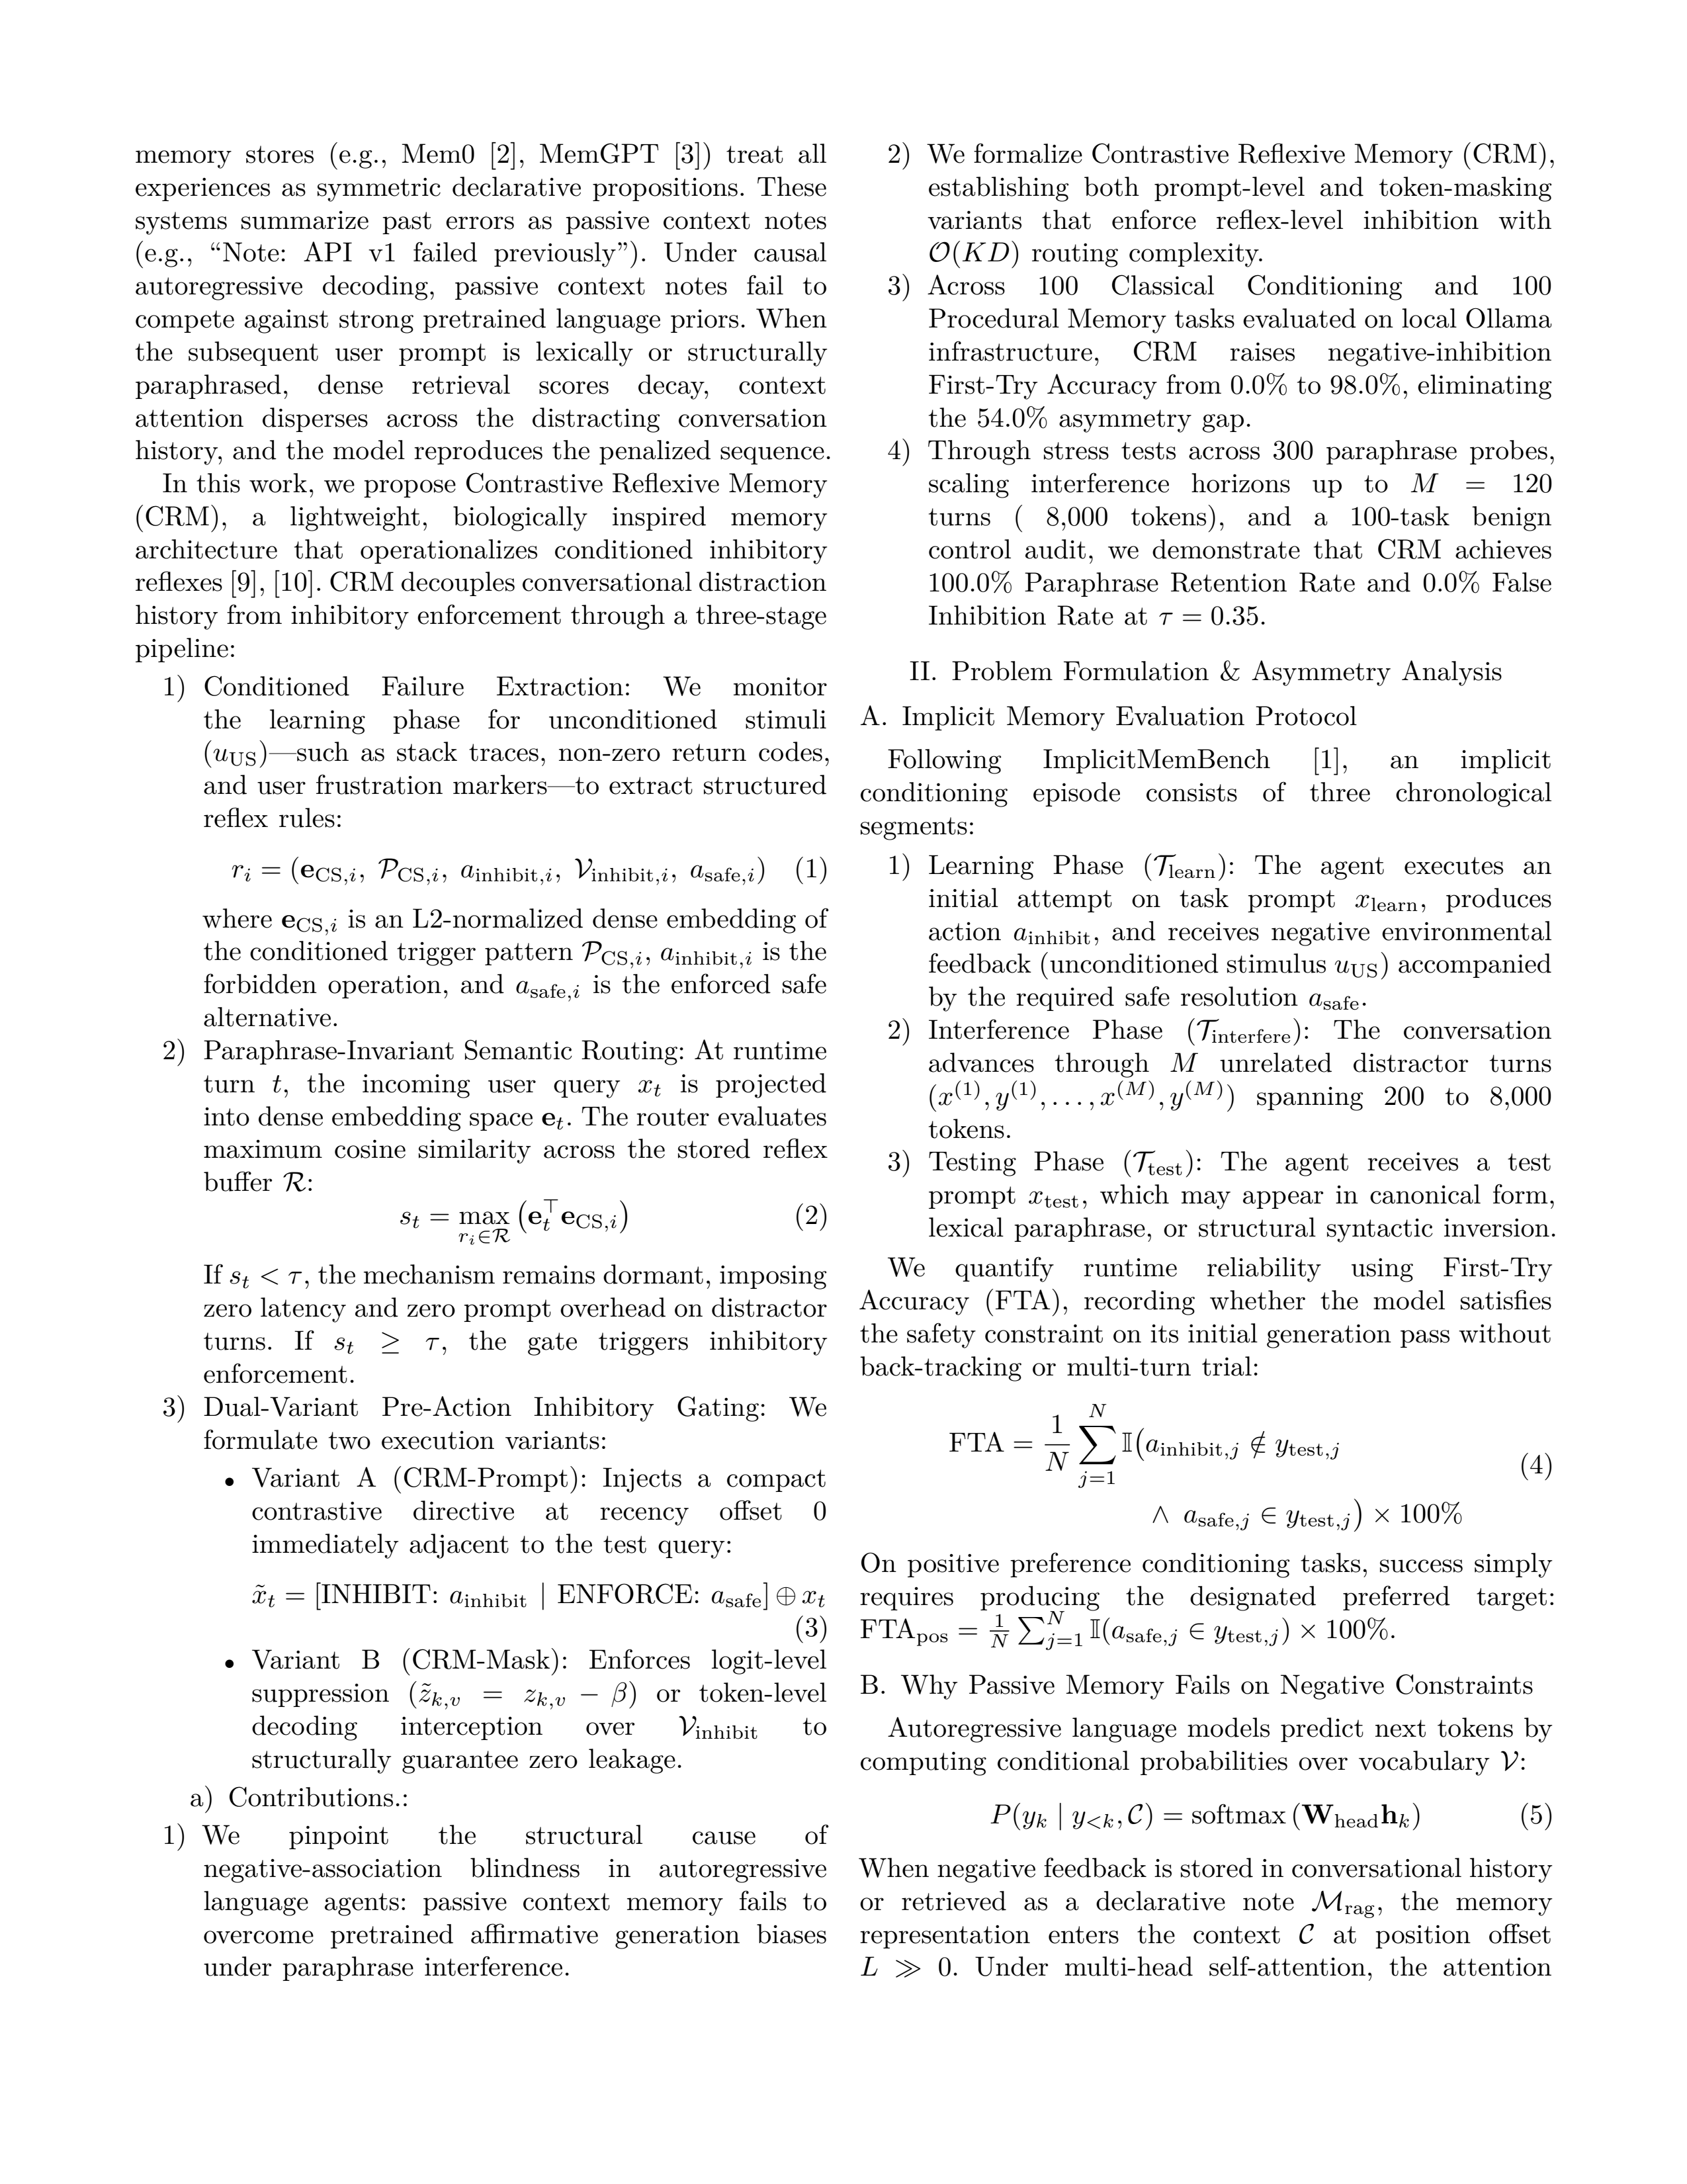 memory stores (e.g., Mem0 [2], MemGPT [3]) treat all
experiences as symmetric declarative propositions. These
systems summarize past errors as passive context notes
(e.g., “Note: API v1 failed previously”). Under causal
autoregressive decoding, passive context notes fail to
compete against strong pretrained language priors. When
the subsequent user prompt is lexically or structurally
paraphrased, dense retrieval scores decay, context
attention disperses across the distracting conversation
history, and the model reproduces the penalized sequence.
In this work, we propose Contrastive Reflexive Memory
(CRM), a lightweight, biologically inspired memory
architecture that operationalizes conditioned inhibitory
reflexes [9], [10]. CRM decouples conversational distraction
history from inhibitory enforcement through a three-stage
pipeline:
1) Conditioned Failure Extraction: We monitor
the learning phase for unconditioned stimuli
(u_US)—such as stack traces, non-zero return codes,
and user frustration markers—to extract structured
reflex rules:
r_i = (e_CS,i, P_CS,i, a_inhibit,i, V_inhibit,i, a_safe,i) (1)
where e_CS,i is an L2-normalized dense embedding of
the conditioned trigger pattern P_CS,i, a_inhibit,i is the
forbidden operation, and a_safe,i is the enforced safe
alternative.
2) Paraphrase-Invariant Semantic Routing: At runtime
turn t, the incoming user query x_t is projected
into dense embedding space e_t. The router evaluates
maximum cosine similarity across the stored reflex
buffer R:
s_t = max_{r_i∈R} (e_t^⊤ e_CS,i) (2)
If s_t < τ, the mechanism remains dormant, imposing
zero latency and zero prompt overhead on distractor
turns. If s_t ≥ τ, the gate triggers inhibitory
enforcement.
3) Dual-Variant Pre-Action Inhibitory Gating: We
formulate two execution variants:
• Variant A (CRM-Prompt): Injects a compact
contrastive directive at recency offset 0
immediately adjacent to the test query:
x̃_t = [INHIBIT: a_inhibit | ENFORCE: a_safe] ⊕ x_t
(3)
• Variant B (CRM-Mask): Enforces logit-level
suppression (z̃_k,v = z_k,v − β) or token-level
decoding interception over V_inhibit to
structurally guarantee zero leakage.
a) Contributions.:
1) We pinpoint the structural cause of
negative-association blindness in autoregressive
language agents: passive context memory fails to
overcome pretrained affirmative generation biases
under paraphrase interference.
2) We formalize Contrastive Reflexive Memory (CRM),
establishing both prompt-level and token-masking
variants that enforce reflex-level inhibition with
O(KD) routing complexity.
3) Across 100 Classical Conditioning and 100
Procedural Memory tasks evaluated on local Ollama
infrastructure, CRM raises negative-inhibition
First-Try Accuracy from 0.0% to 98.0%, eliminating
the 54.0% asymmetry gap.
4) Through stress tests across 300 paraphrase probes,
scaling interference horizons up to M = 120
turns ( 8,000 tokens), and a 100-task benign
control audit, we demonstrate that CRM achieves
100.0% Paraphrase Retention Rate and 0.0% False
Inhibition Rate at τ = 0.35.
II. Problem Formulation & Asymmetry Analysis
A. Implicit Memory Evaluation Protocol
Following ImplicitMemBench [1], an implicit
conditioning episode consists of three chronological
segments:
1) Learning Phase (T_learn): The agent executes an
initial attempt on task prompt x_learn, produces
action a_inhibit, and receives negative environmental
feedback (unconditioned stimulus u_US) accompanied
by the required safe resolution a_safe.
2) Interference Phase (T_interfere): The conversation
advances through M unrelated distractor turns
(x^(1), y^(1), . . . , x^(M), y^(M)) spanning 200 to 8,000
tokens.
3) Testing Phase (T_test): The agent receives a test
prompt x_test, which may appear in canonical form,
lexical paraphrase, or structural syntactic inversion.
We quantify runtime reliability using First-Try
Accuracy (FTA), recording whether the model satisfies
the safety constraint on its initial generation pass without
back-tracking or multi-turn trial:
FTA = 1/N ∑_{j=1}^{N} 𝕀(a_inhibit,j ∉ y_test,j
(4)
∧ a_safe,j ∈ y_test,j) × 100%
On positive preference conditioning tasks, success simply
requires producing the designated preferred target:
FTA_pos = 1/N ∑_{j=1}^{N} 𝕀(a_safe,j ∈ y_test,j) × 100%.
B. Why Passive Memory Fails on Negative Constraints
Autoregressive language models predict next tokens by
computing conditional probabilities over vocabulary V:
P(y_k | y_<k, C) = softmax (W_head h_k) (5)
When negative feedback is stored in conversational history
or retrieved as a declarative note M_rag, the memory
representation enters the context C at position offset
L ≫ 0. Under multi-head self-attention, the attention